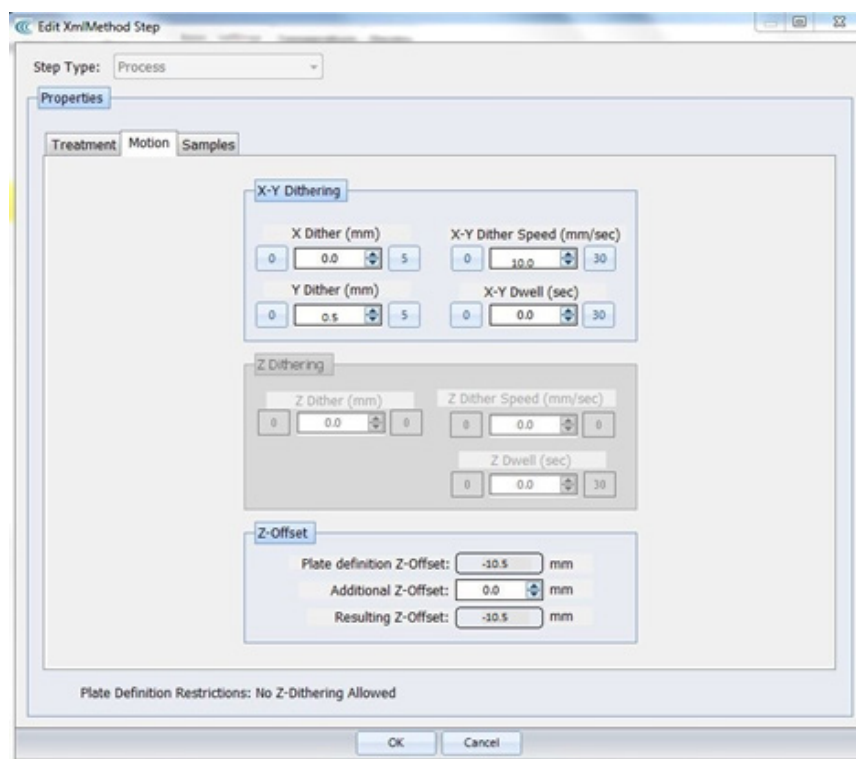 Edit XmlMethod Step
Step Type: Process
Properties
Treatment Motion Samples
X-Y Dithering
X Dither (mm) X-Y Dither Speed (mm/sec)
0 0.0 5 0 10.0 30
Y Dither (mm) X-Y Dwell (sec)
0 0.5 5 0 0.0 30
Z Dithering
Z Dither (mm) Z Dither Speed (mm/sec)
0 0.0 0 0 0.0 0
Z Dwell (sec)
0 0.0 30
Z-Offset
Plate definition Z-Offset: -10.5 mm
Additional Z-Offset: 0.0 mm
Resulting Z-Offset: -10.5 mm
Plate Definition Restrictions: No Z-Dithering Allowed
OK Cancel